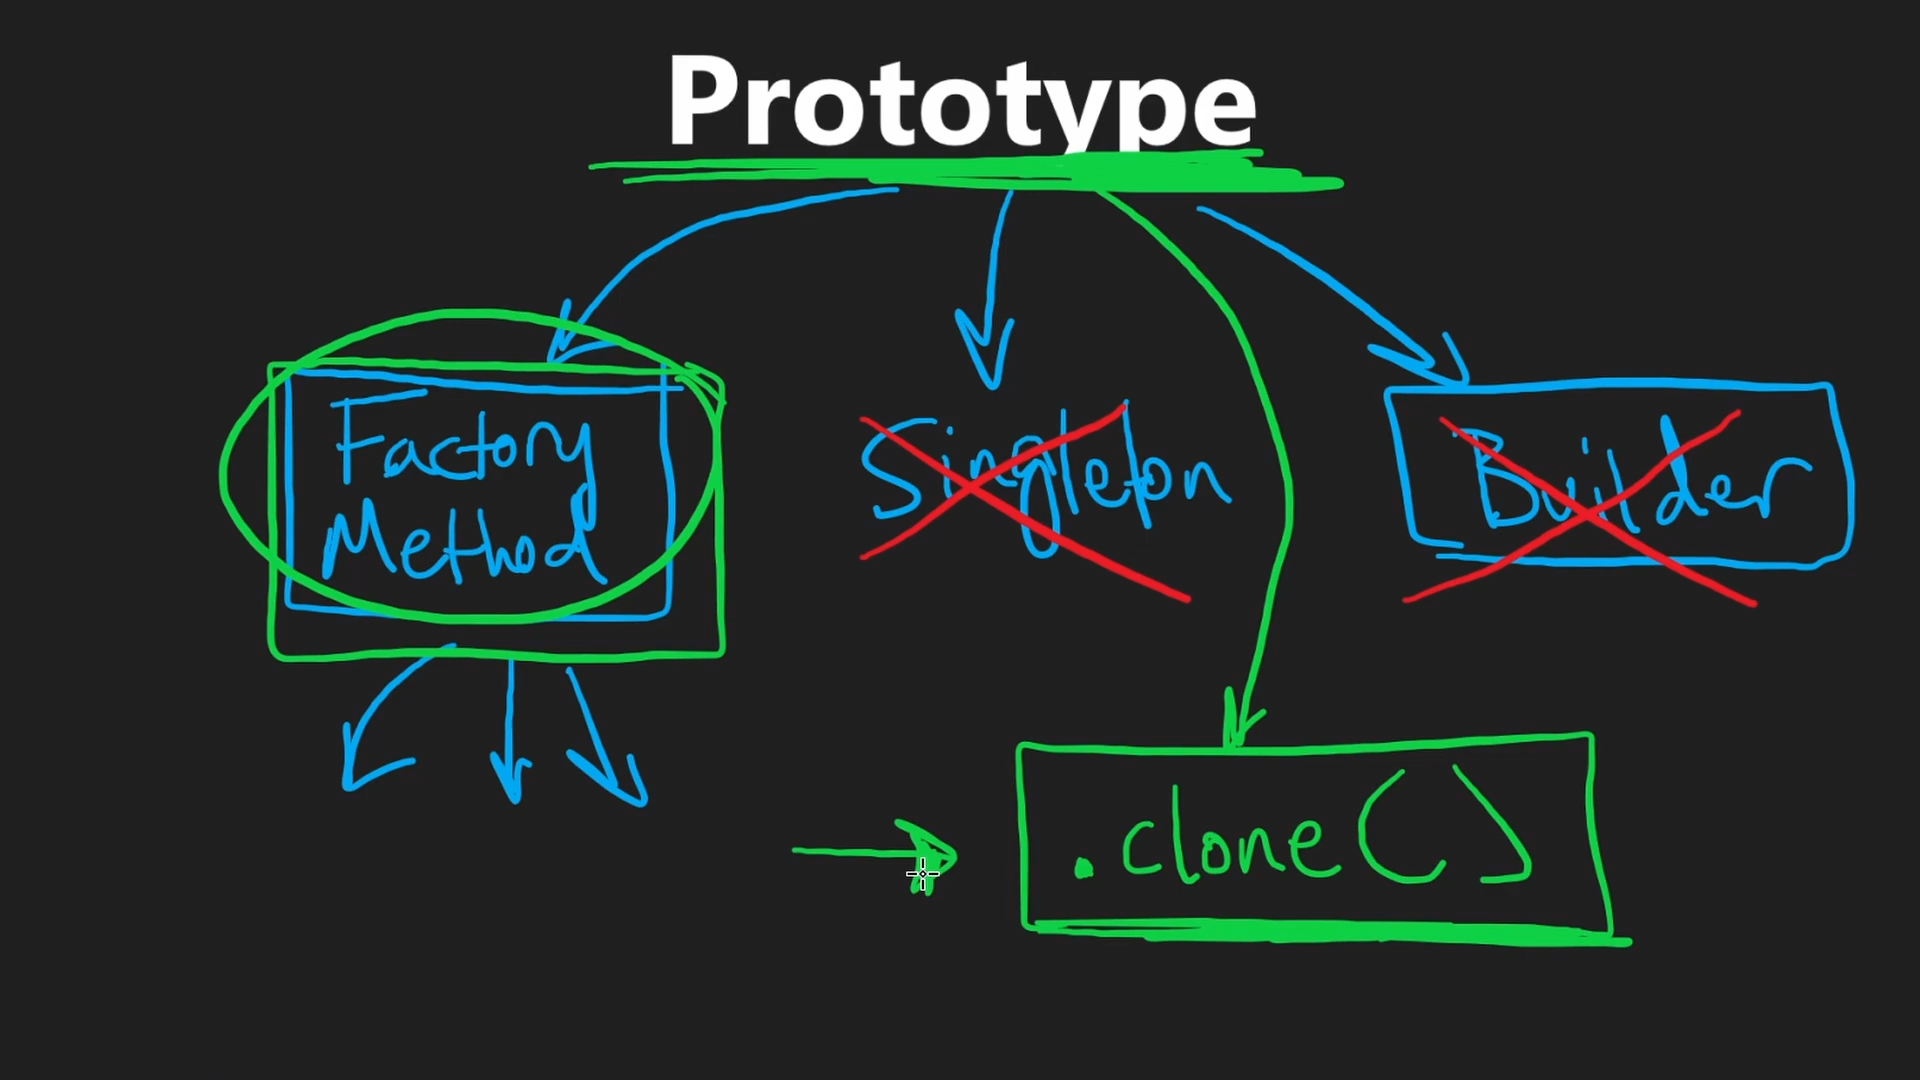 Prototype
Factory
Method
Singleton
Builder
.clone()